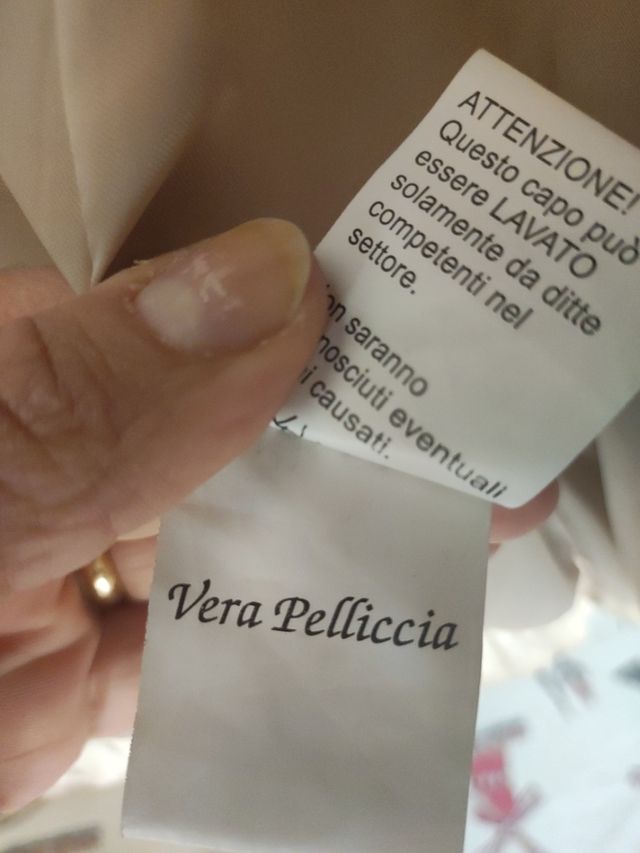 ATTENZIONE!
Questo capo può
essere LAVATO
solamente da ditte
competenti nel
settore.
saranno
eventuali
causati.
Vera Pelliccia